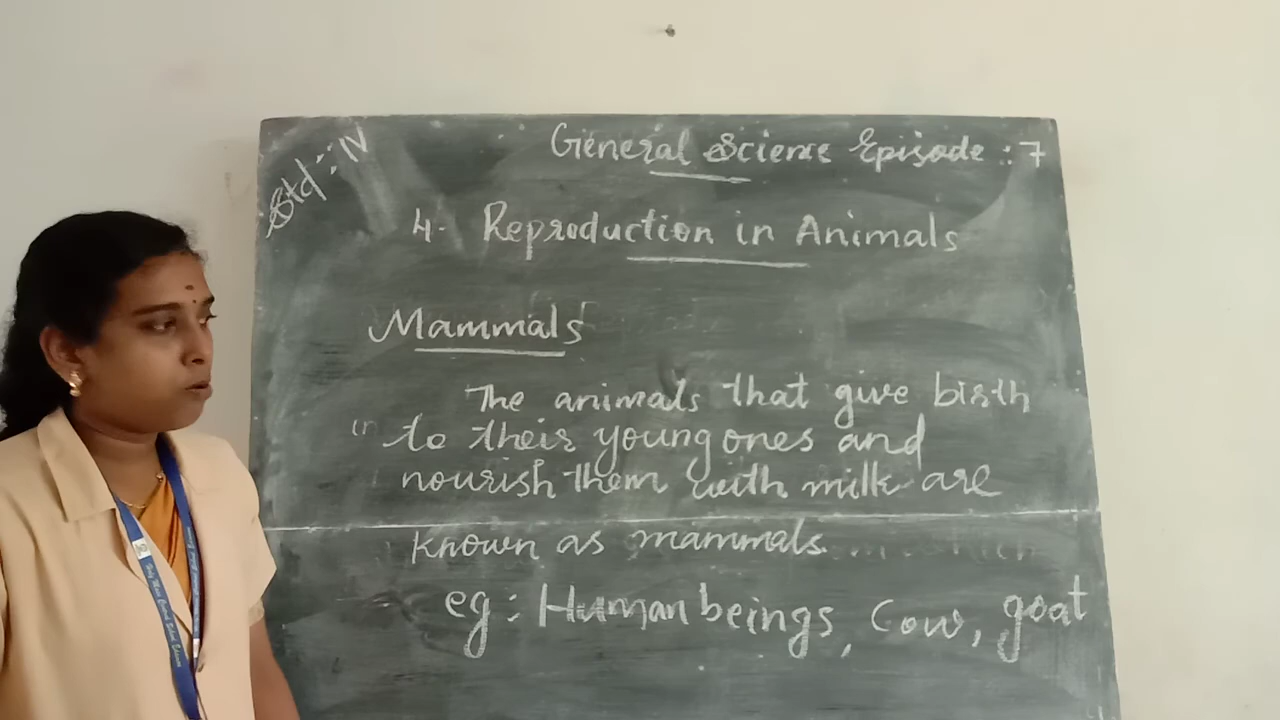 Std: IV
General Science Episode : 7
4. Reproduction in Animals
Mammals
The animals that give birth
to their young ones and
nourish them with milk are
known as mammals.
eg: Human beings, Cow, goat